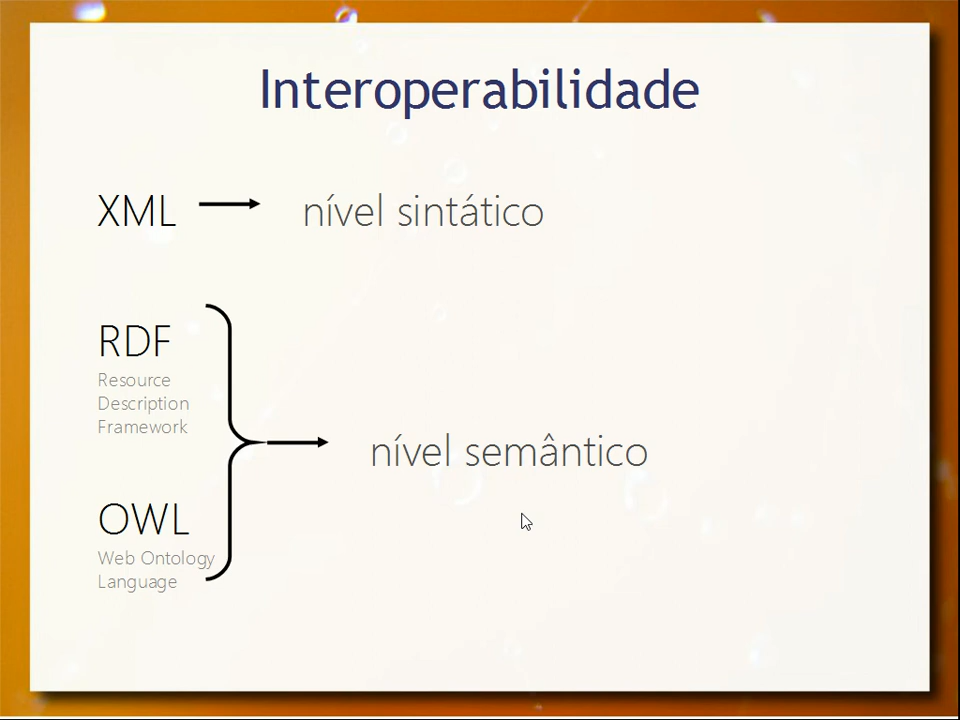 Interoperabilidade
XML
nível sintático
RDF
Resource
Description
Framework
nível semântico
OWL
Web Ontology
Language